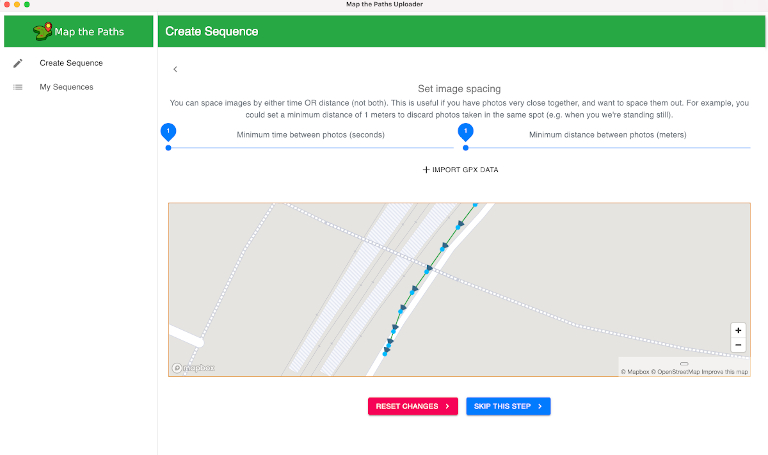 Map the Paths Uploader
Map the Paths
Create Sequence
Create Sequence
My Sequences
Set image spacing
You can space images by either time OR distance (not both). This is useful if you have photos very close together, and want to space them out. For example, you
could set a minimum distance of 1 meters to discard photos taken in the same spot (e.g. when you we're standing still).
1
Minimum time between photos (seconds)
1
Minimum distance between photos (meters)
+ IMPORT GPX DATA
+
−
mapbox
© Mapbox © OpenStreetMap Improve this map
RESET CHANGES
SKIP THIS STEP